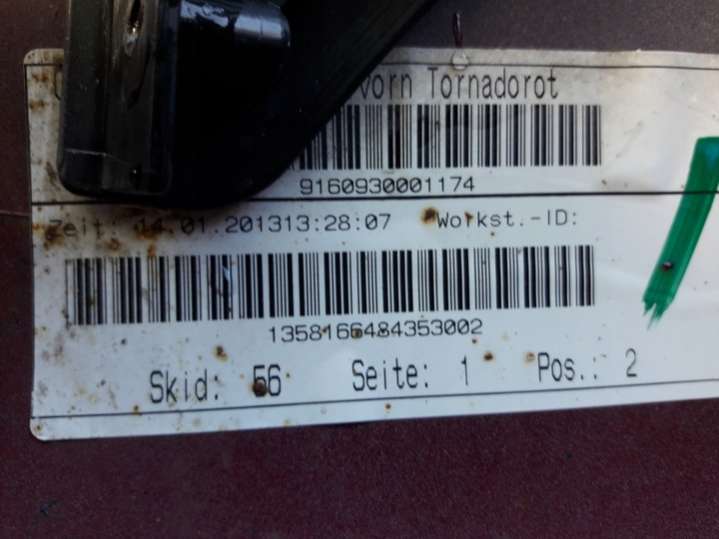 vorn Tornadorot
9160930001174
Zeit: 14.01.201313:28:07 Workst.-ID:
1358166484353002
Skid: 56 Seite: 1 Pos.: 2